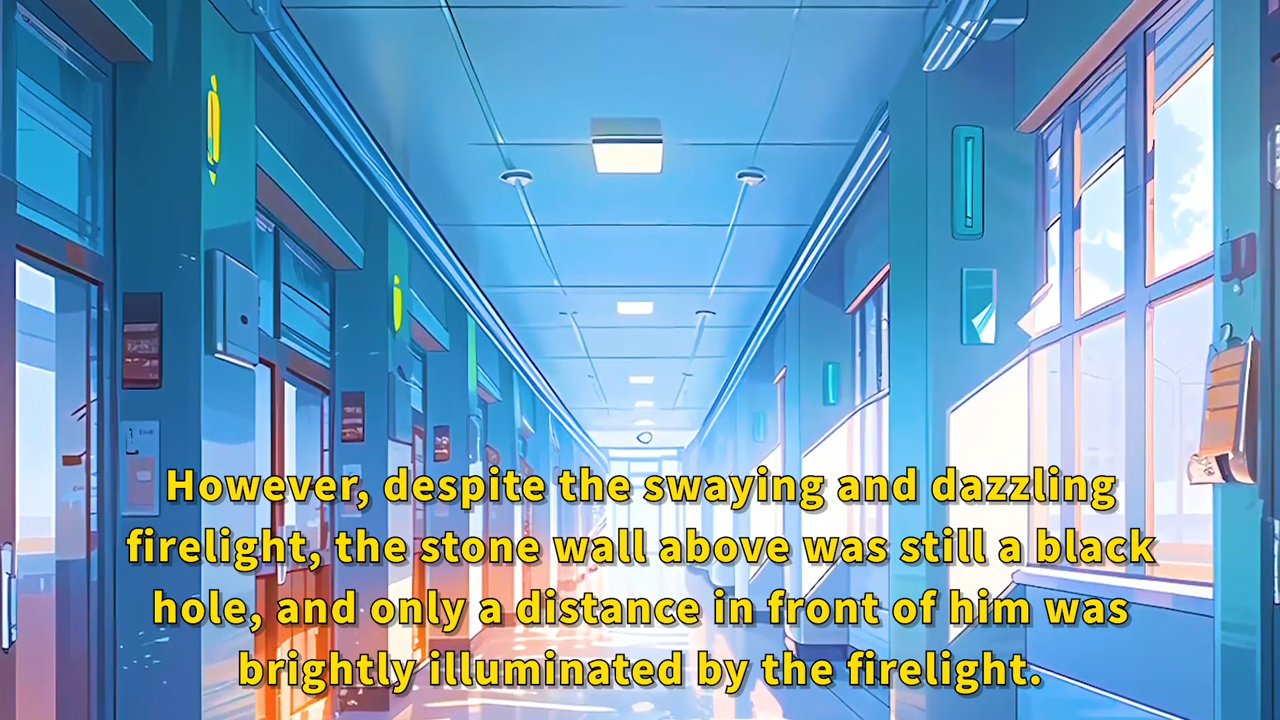 However, despite the swaying and dazzling
firelight, the stone wall above was still a black
hole, and only a distance in front of him was
brightly illuminated by the firelight.